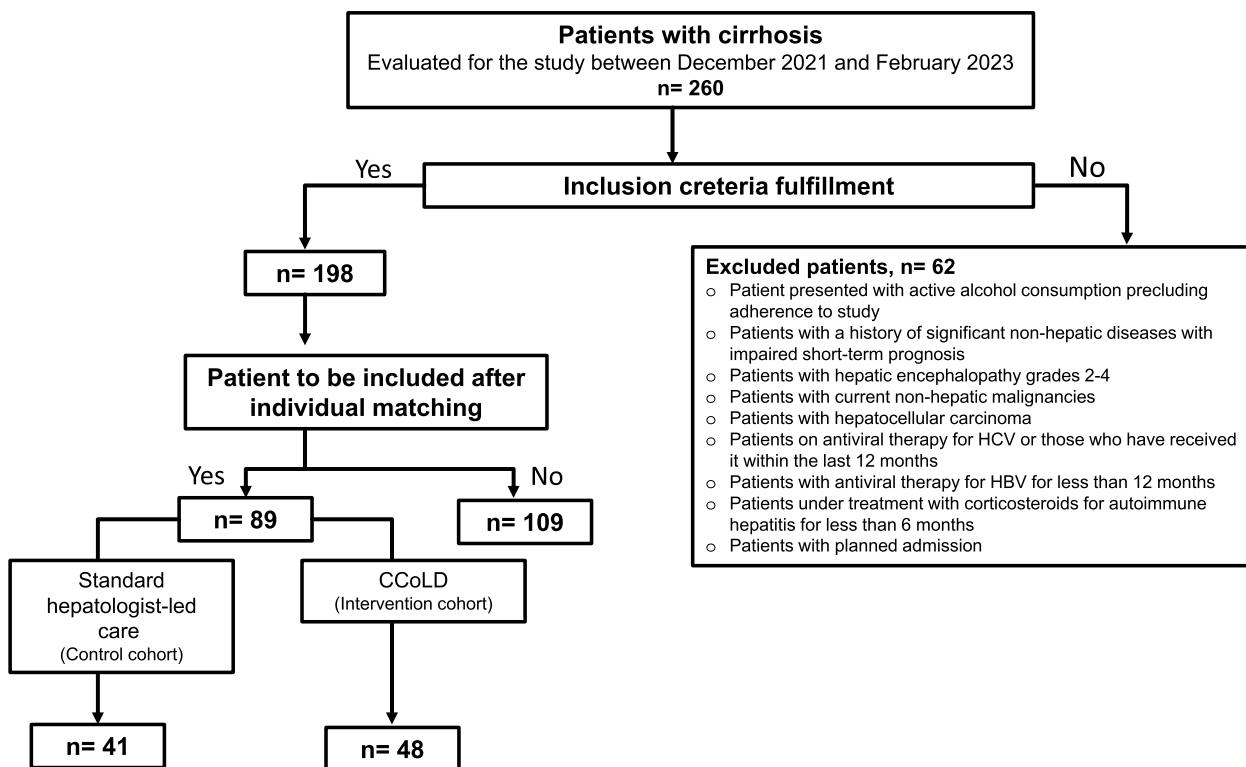 Patients with cirrhosis
Evaluated for the study between December 2021 and February 2023
n= 260
Yes
No
Inclusion creteria fulfillment
n= 198
Excluded patients, n= 62
o Patient presented with active alcohol consumption precluding
adherence to study
o Patients with a history of significant non-hepatic diseases with
impaired short-term prognosis
o Patients with hepatic encephalopathy grades 2-4
o Patients with current non-hepatic malignancies
o Patients with hepatocellular carcinoma
o Patients on antiviral therapy for HCV or those who have received
it within the last 12 months
o Patients with antiviral therapy for HBV for less than 12 months
o Patients under treatment with corticosteroids for autoimmune
hepatitis for less than 6 months
o Patients with planned admission
Patient to be included after
individual matching
Yes
No
n= 89
n= 109
Standard
hepatologist-led
care
(Control cohort)
CCoLD
(Intervention cohort)
n= 41
n= 48